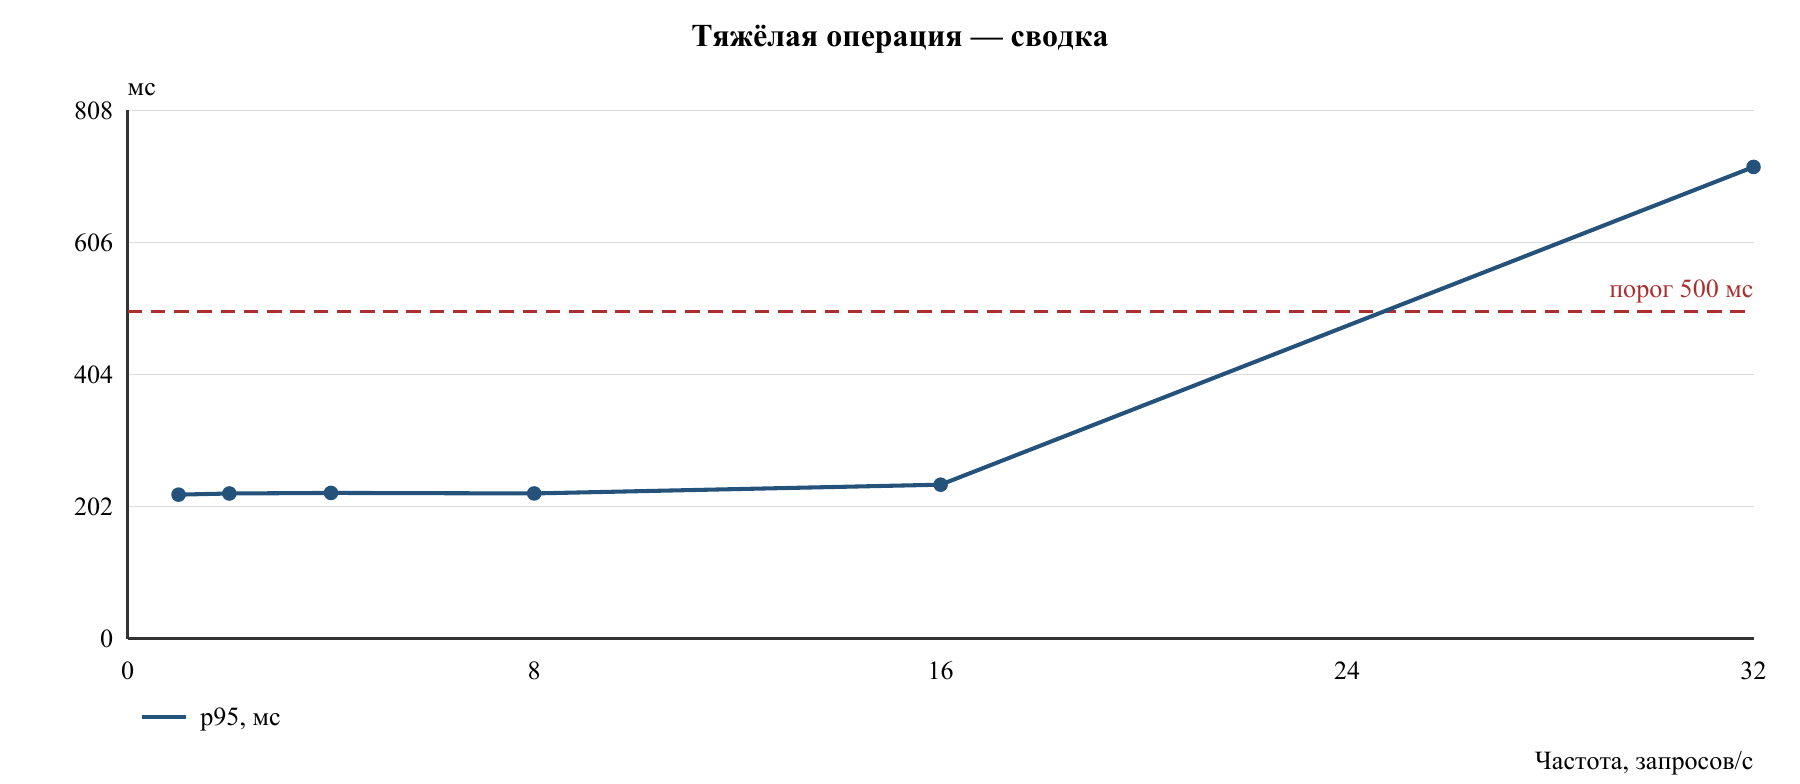 Тяжёлая операция — сводка
мс
808
606
порог 500 мс
404
202
0
0 8 16 24 32
p95, мс
Частота, запросов/с